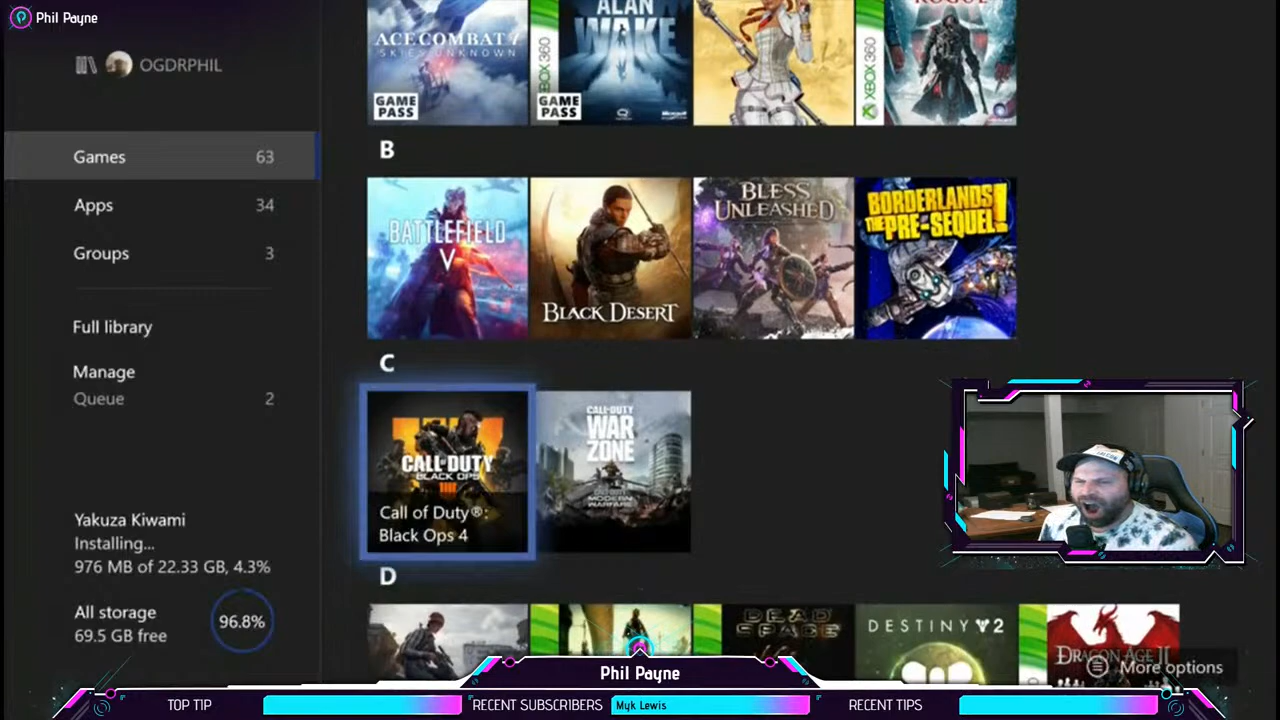 Phil Payne
OGDRPHIL
Games 63
Apps 34
Groups 3
Full library
Manage
Queue 2
Yakuza Kiwami
Installing...
976 MB of 22.33 GB, 4.3%
All storage
69.5 GB free
96.8%
ACE COMBAT 7
SKIES UNKNOWN
GAME
PASS
XBOX 360
ALAN
WAKE
GAME
PASS
XBOX 360
ROGUE
B
BATTLEFIELD
V
BLACK DESERT
BLESS
UNLEASHED
BORDERLANDS
THE PRE-SEQUEL!
C
CALL OF DUTY
BLACK OPS
IIII
Call of Duty®:
Black Ops 4
CALL OF DUTY
WAR
ZONE
MODERN
WARFARE
D
DEAD
SPACE
DESTINY 2
DRAGON AGE II
More options
Phil Payne
TOP TIP
RECENT SUBSCRIBERS
Myk Lewis
RECENT TIPS